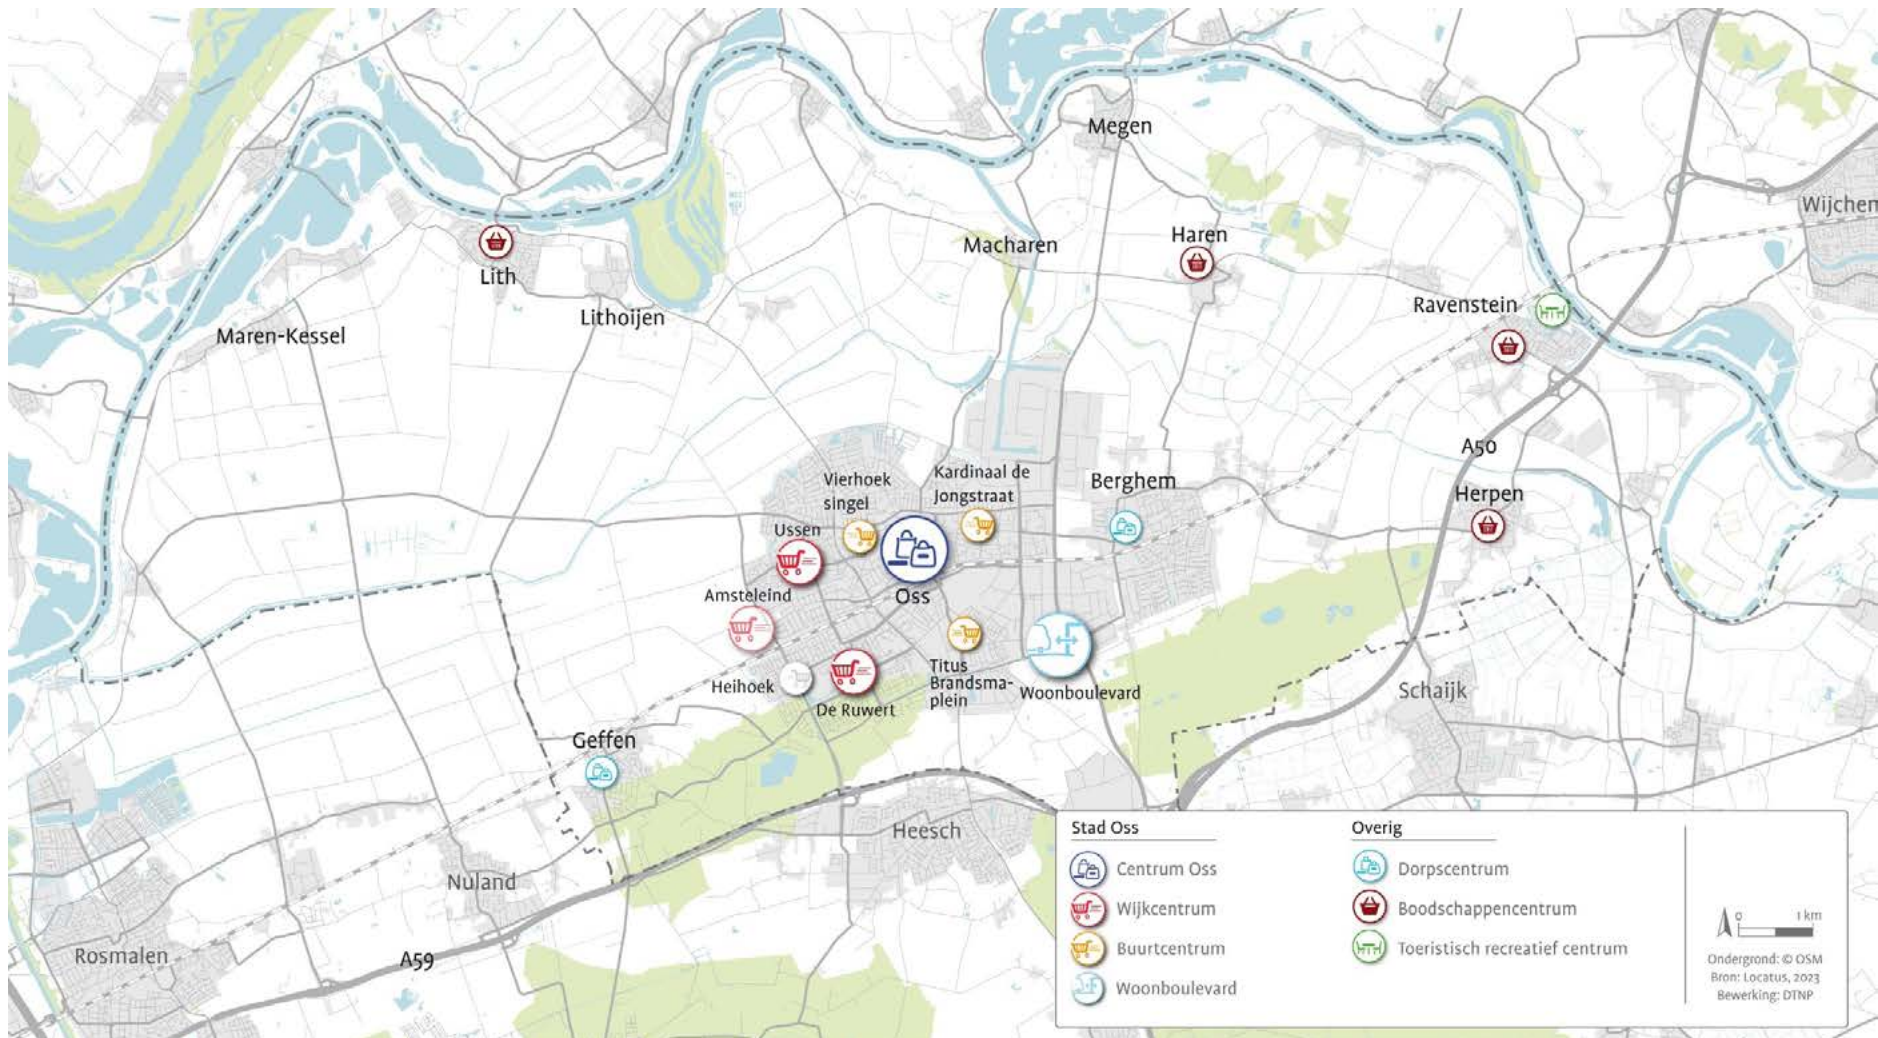 Megen
Wijchen
Haren
Macharen
Lith
Ravenstein
Lithoijen
Maren-Kessel
A50
Kardinaal de
Jongstraat
Vierhoek
singel
Berghem
Herpen
Ussen
Amsteleind
Oss
Titus
Brandsma-
plein
Heihoek
De Ruwert
Woonboulevard
Schaijk
Geffen
Heesch
Nuland
Rosmalen
A59
Stad Oss
Centrum Oss
Wijkcentrum
Buurtcentrum
Woonboulevard
Overig
Dorpscentrum
Boodschappencentrum
Toeristisch recreatief centrum
0 1 km
Ondergrond: © OSM
Bron: Locatus, 2023
Bewerking: DTNP